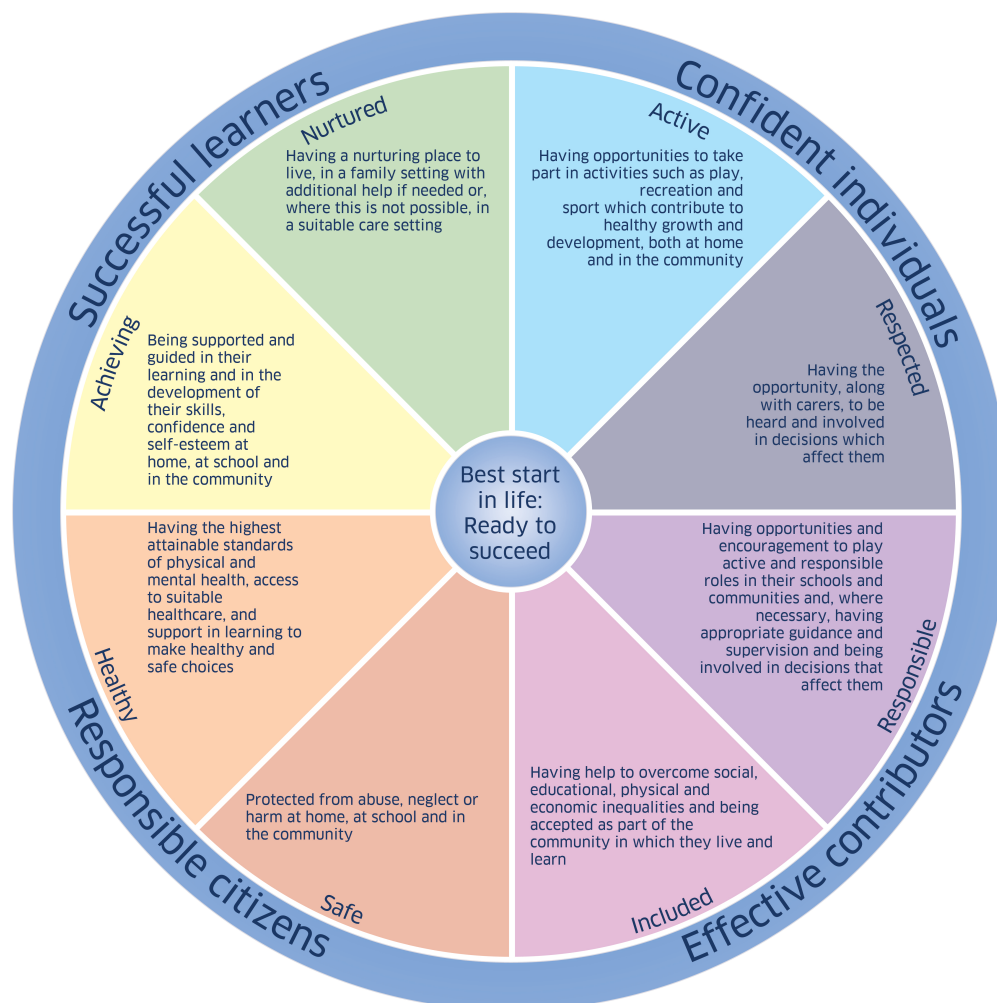 Successful learners
Confident individuals
Nurtured
Having a nurturing place to
live, in a family setting with
additional help if needed or,
where this is not possible, in
a suitable care setting
Active
Having opportunities to take
part in activities such as play,
recreation and
sport which contribute to
healthy growth and
development, both at home
and in the community
Achieving
Being supported and
guided in their
learning and in the
development of
their skills,
confidence and
self-esteem at
home, at school and
in the community
Respected
Having the
opportunity, along
with carers, to be
heard and involved
in decisions which
affect them
Best start
in life:
Ready to
succeed
Having the highest
attainable standards
of physical and
mental health, access
to suitable
healthcare, and
support in learning to
make healthy and
safe choices
Healthy
Having opportunities and
encouragement to play
active and responsible
roles in their schools and
communities and, where
necessary, having
appropriate guidance and
supervision and being
involved in decisions that
affect them
Responsible
Protected from abuse, neglect or
harm at home, at school and in
the community
Safe
Having help to overcome social,
educational, physical and
economic inequalities and being
accepted as part of the
community in which they live and
learn
Included
Responsible citizens
Effective contributors